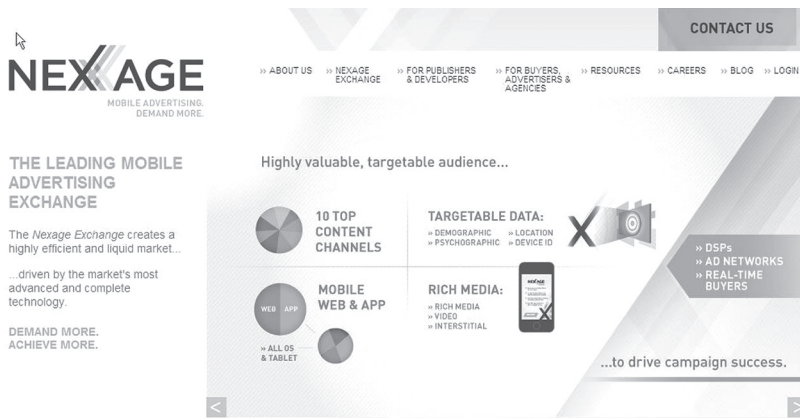 CONTACT US
NEXAGE
MOBILE ADVERTISING.
DEMAND MORE.
» ABOUT US
» NEXAGE
EXCHANGE
» FOR PUBLISHERS
& DEVELOPERS
» FOR BUYERS,
ADVERTISERS &
AGENCIES
» RESOURCES
» CAREERS
» BLOG
» LOGIN
THE LEADING MOBILE
ADVERTISING
EXCHANGE
The Nexage Exchange creates a
highly efficient and liquid market...
...driven by the market's most
advanced and complete
technology.
DEMAND MORE.
ACHIEVE MORE.
Highly valuable, targetable audience...
10 TOP
CONTENT
CHANNELS
TARGETABLE DATA:
» DEMOGRAPHIC » LOCATION
» PSYCHOGRAPHIC » DEVICE ID
X
» DSPs
» AD NETWORKS
» REAL-TIME
BUYERS
WEB APP
MOBILE
WEB & APP
» ALL OS
& TABLET
RICH MEDIA:
» RICH MEDIA
» VIDEO
» INTERSTITIAL
NEXAGE
...to drive campaign success.
< >